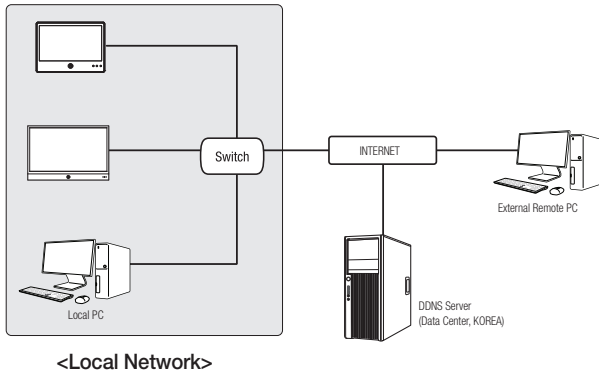 Switch
INTERNET
External Remote PC
Local PC
DDNS Server
(Data Center, KOREA)
<Local Network>